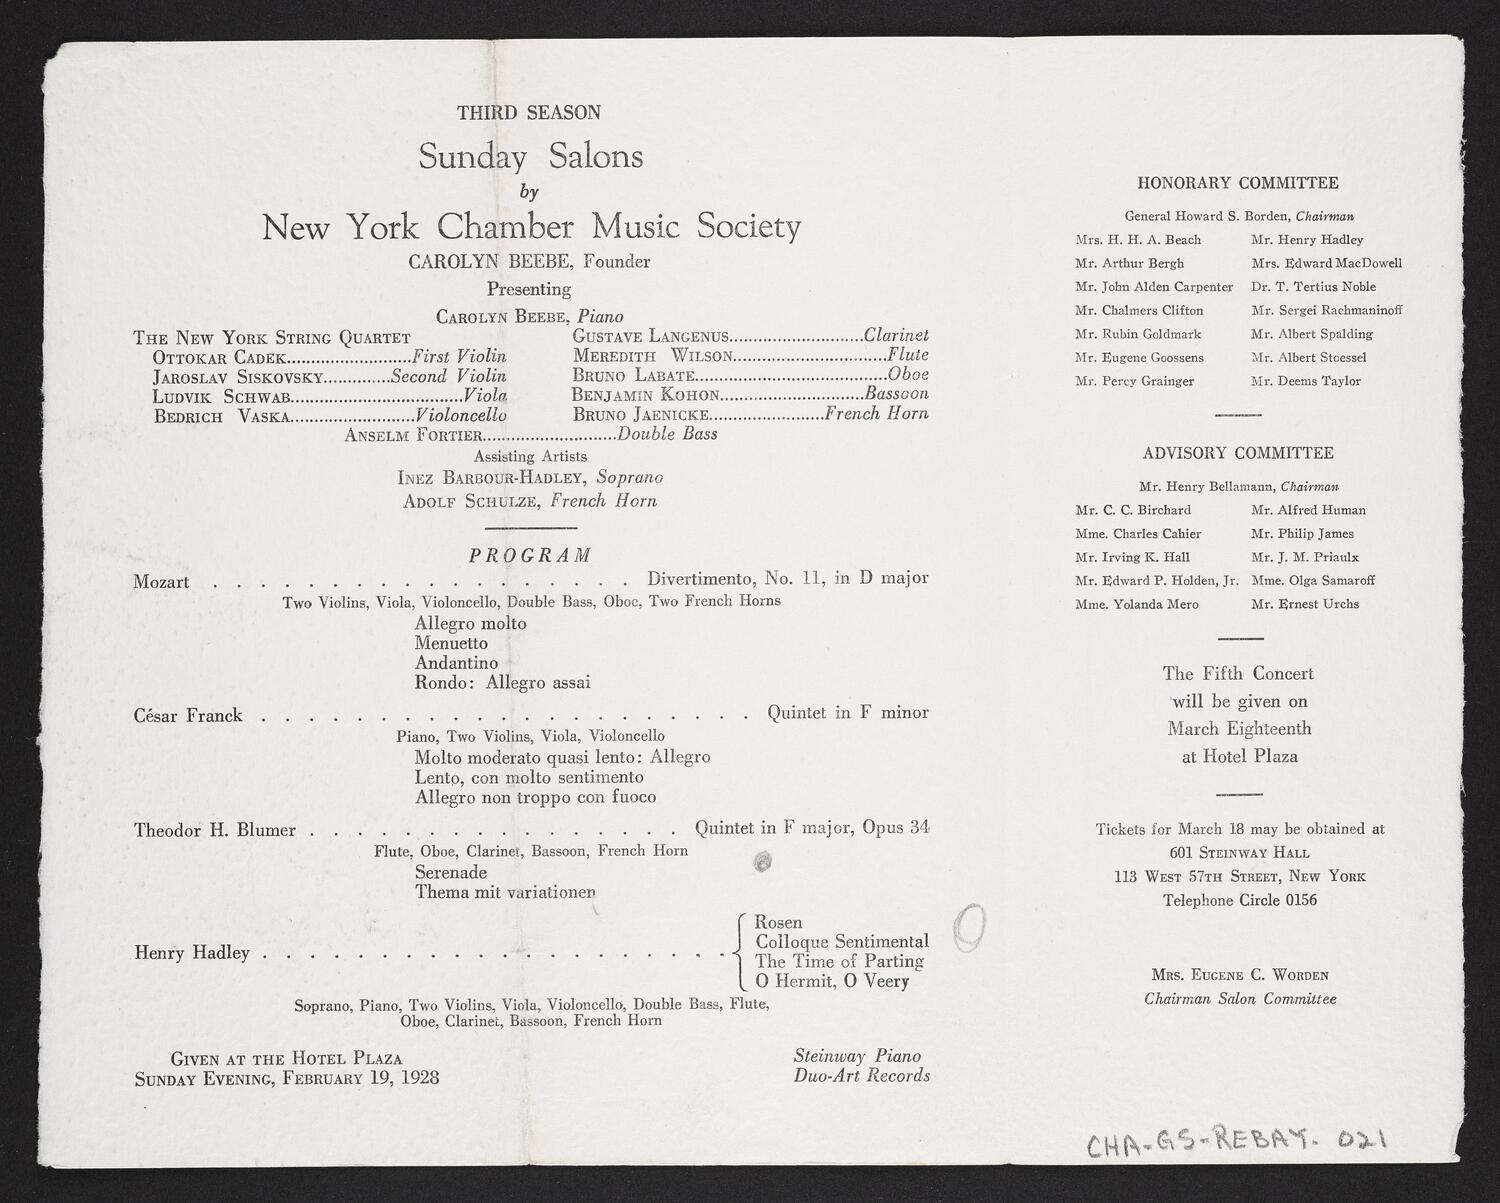 THIRD SEASON
Sunday Salons
by
New York Chamber Music Society
CAROLYN BEEBE, Founder
Presenting
CAROLYN BEEBE, Piano
THE NEW YORK STRING QUARTET
OTTOKAR CADEK..........................First Violin
JAROSLAV SISKOVSKY..............Second Violin
LUDVIK SCHWAB....................................Viola
BEDRICH VASKA..........................Violoncello
GUSTAVE LANGENUS............................Clarinet
MEREDITH WILSON................................Flute
BRUNO LABATE........................................Oboe
BENJAMIN KOHON..............................Bassoon
BRUNO JAENICKE........................French Horn
ANSELM FORTIER............................Double Bass
Assisting Artists
INEZ BARBOUR-HADLEY, Soprano
ADOLF SCHULZE, French Horn
PROGRAM
Mozart . . . . . . . . . . . . . . . . . . Divertimento, No. 11, in D major
Two Violins, Viola, Violoncello, Double Bass, Oboe, Two French Horns
Allegro molto
Menuetto
Andantino
Rondo: Allegro assai
César Franck . . . . . . . . . . . . . . . . . . . . . Quintet in F minor
Piano, Two Violins, Viola, Violoncello
Molto moderato quasi lento: Allegro
Lento, con molto sentimento
Allegro non troppo con fuoco
Theodor H. Blumer . . . . . . . . . . . . . . . . Quintet in F major, Opus 34
Flute, Oboe, Clarinet, Bassoon, French Horn
Serenade
Thema mit variationen
Henry Hadley . . . . . . . . . . . . . . . . . . . .
Rosen
Colloque Sentimental
The Time of Parting
O Hermit, O Veery
Soprano, Piano, Two Violins, Viola, Violoncello, Double Bass, Flute,
Oboe, Clarinet, Bassoon, French Horn
GIVEN AT THE HOTEL PLAZA
SUNDAY EVENING, FEBRUARY 19, 1928
Steinway Piano
Duo-Art Records
HONORARY COMMITTEE
General Howard S. Borden, Chairman
Mrs. H. H. A. Beach
Mr. Arthur Bergh
Mr. John Alden Carpenter
Mr. Chalmers Clifton
Mr. Rubin Goldmark
Mr. Eugene Goossens
Mr. Percy Grainger
Mr. Henry Hadley
Mrs. Edward MacDowell
Dr. T. Tertius Noble
Mr. Sergei Rachmaninoff
Mr. Albert Spalding
Mr. Albert Stoessel
Mr. Deems Taylor
ADVISORY COMMITTEE
Mr. Henry Bellamann, Chairman
Mr. C. C. Birchard
Mme. Charles Cahier
Mr. Irving K. Hall
Mr. Edward P. Holden, Jr.
Mme. Yolanda Mero
Mr. Alfred Human
Mr. Philip James
Mr. J. M. Priaulx
Mme. Olga Samaroff
Mr. Ernest Urchs
The Fifth Concert
will be given on
March Eighteenth
at Hotel Plaza
Tickets for March 18 may be obtained at
601 STEINWAY HALL
113 WEST 57TH STREET, NEW YORK
Telephone Circle 0156
MRS. EUGENE C. WORDEN
Chairman Salon Committee
CHA-GS-REBAY. 021